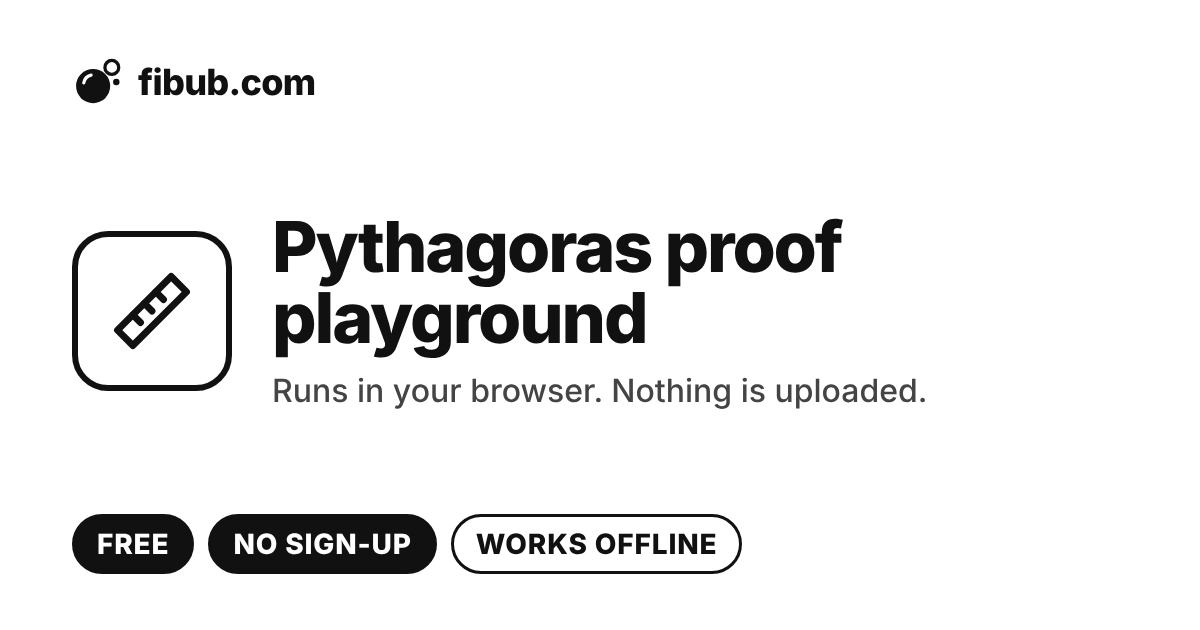 fibub.com
Pythagoras proof
playground
Runs in your browser. Nothing is uploaded.
FREE
NO SIGN-UP
WORKS OFFLINE